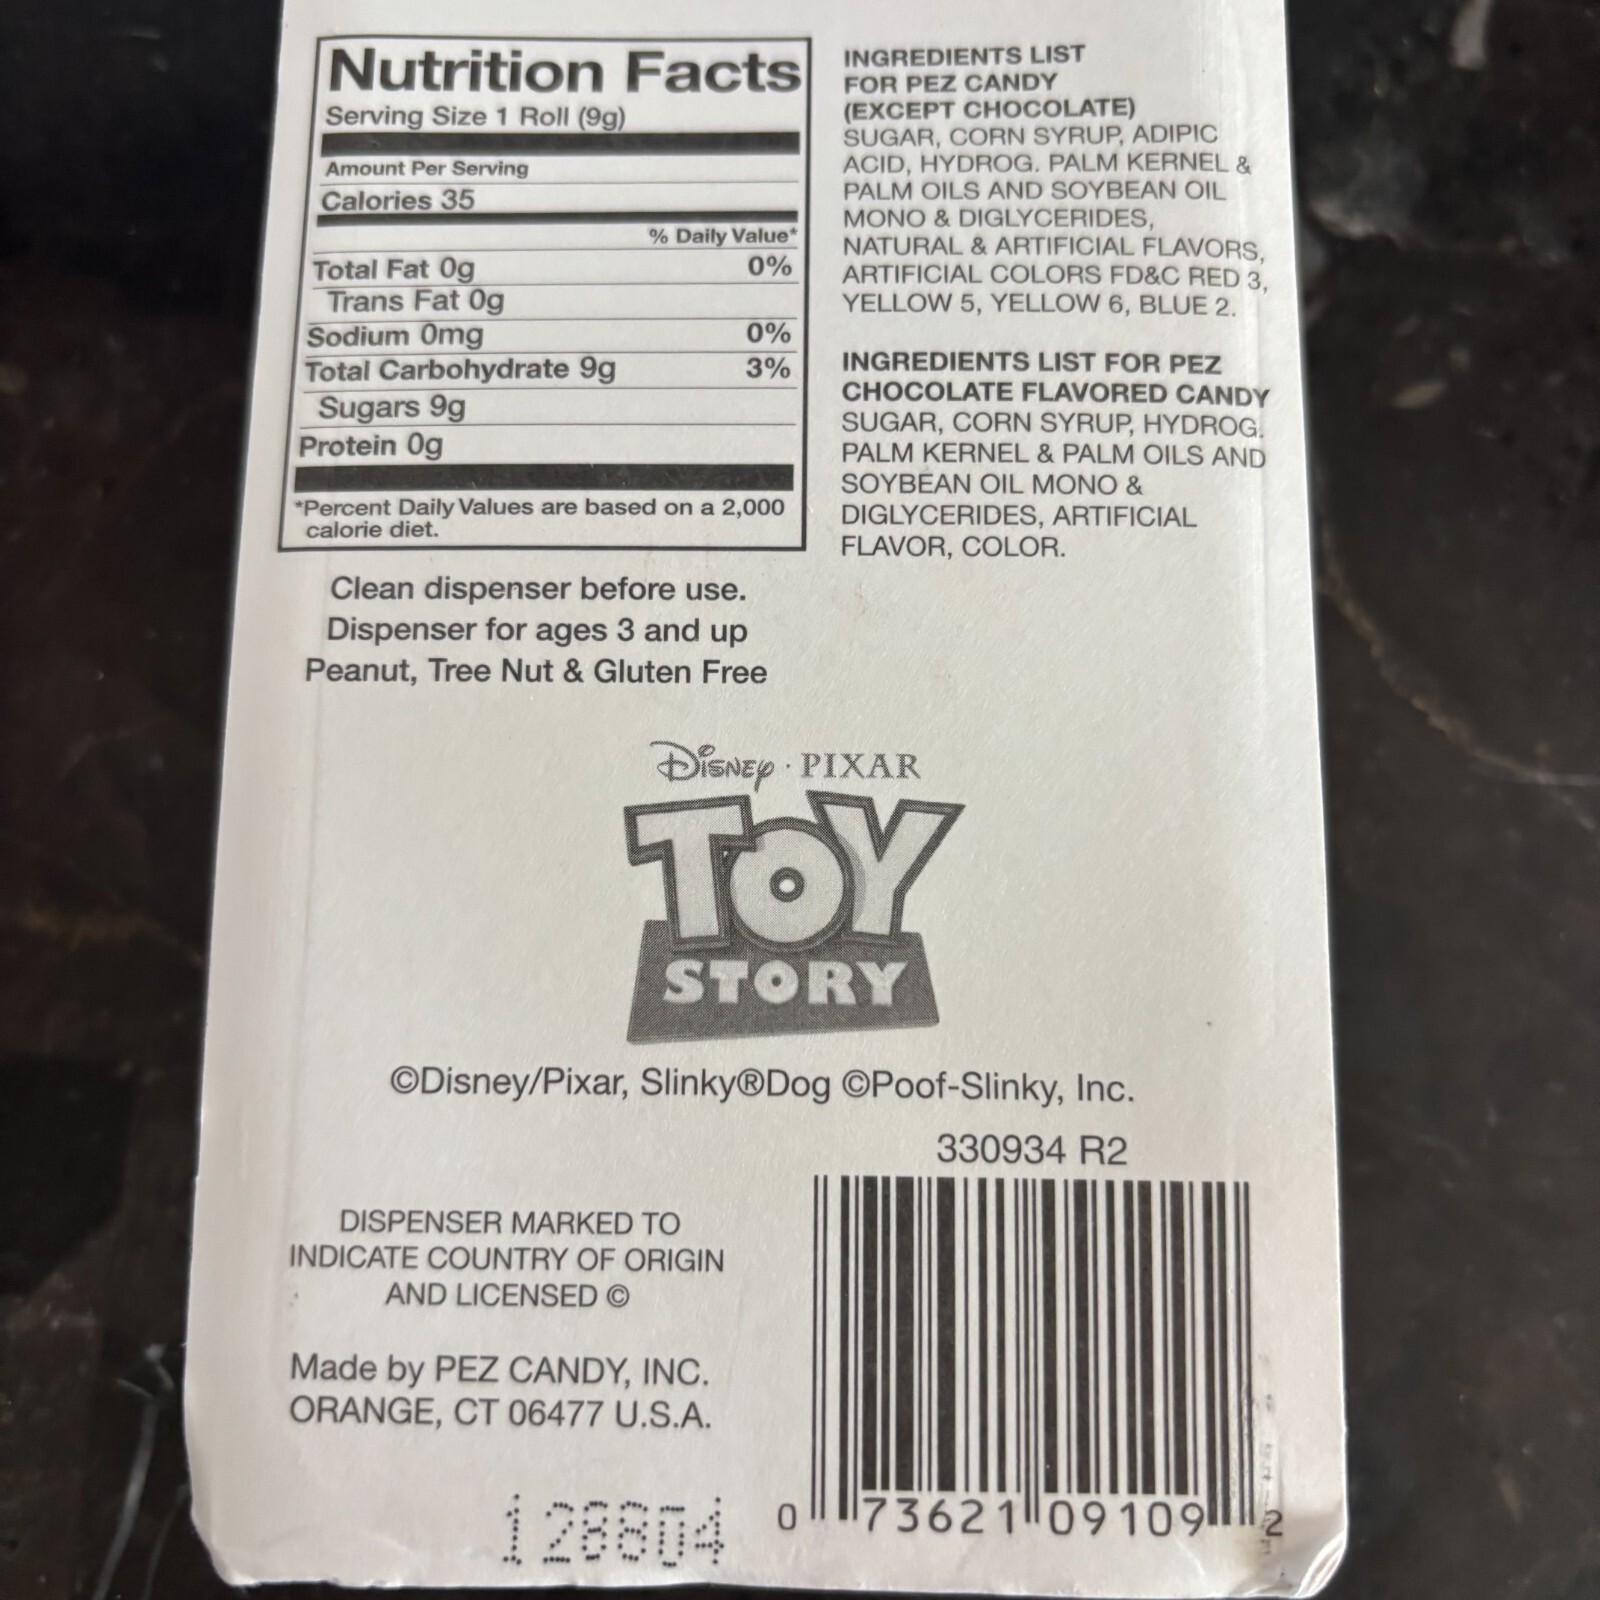 Nutrition Facts
Serving Size 1 Roll (9g)
Amount Per Serving
Calories 35
% Daily Value*
Total Fat 0g 0%
Trans Fat 0g
Sodium 0mg 0%
Total Carbohydrate 9g 3%
Sugars 9g
Protein 0g
*Percent Daily Values are based on a 2,000
calorie diet.
Clean dispenser before use.
Dispenser for ages 3 and up
Peanut, Tree Nut & Gluten Free
INGREDIENTS LIST
FOR PEZ CANDY
(EXCEPT CHOCOLATE)
SUGAR, CORN SYRUP, ADIPIC
ACID, HYDROG. PALM KERNEL &
PALM OILS AND SOYBEAN OIL
MONO & DIGLYCERIDES,
NATURAL & ARTIFICIAL FLAVORS,
ARTIFICIAL COLORS FD&C RED 3,
YELLOW 5, YELLOW 6, BLUE 2.
INGREDIENTS LIST FOR PEZ
CHOCOLATE FLAVORED CANDY
SUGAR, CORN SYRUP, HYDROG.
PALM KERNEL & PALM OILS AND
SOYBEAN OIL MONO &
DIGLYCERIDES, ARTIFICIAL
FLAVOR, COLOR.
Disney · PIXAR
TOY
STORY
©Disney/Pixar, Slinky®Dog ©Poof-Slinky, Inc.
330934 R2
DISPENSER MARKED TO
INDICATE COUNTRY OF ORIGIN
AND LICENSED ©
Made by PEZ CANDY, INC.
ORANGE, CT 06477 U.S.A.
128804
0 73621 09109 2